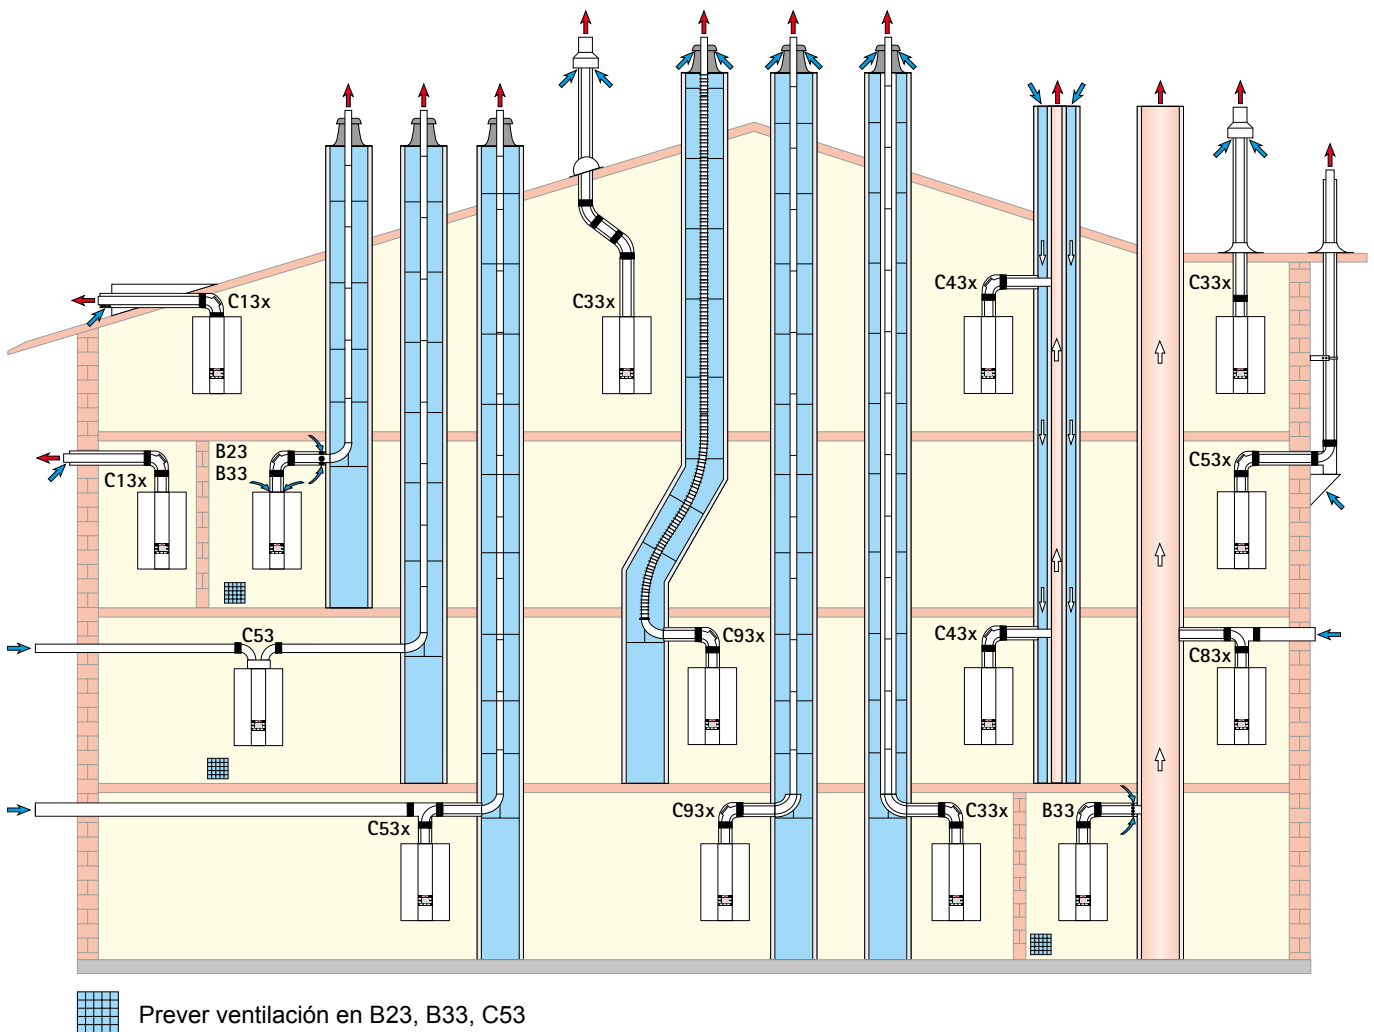 C13x
C33x
C43x
C33x
B23
B33
C13x
C53x
C53
C93x
C43x
C83x
C53x
C93x
C33x
B33
Prever ventilación en B23, B33, C53